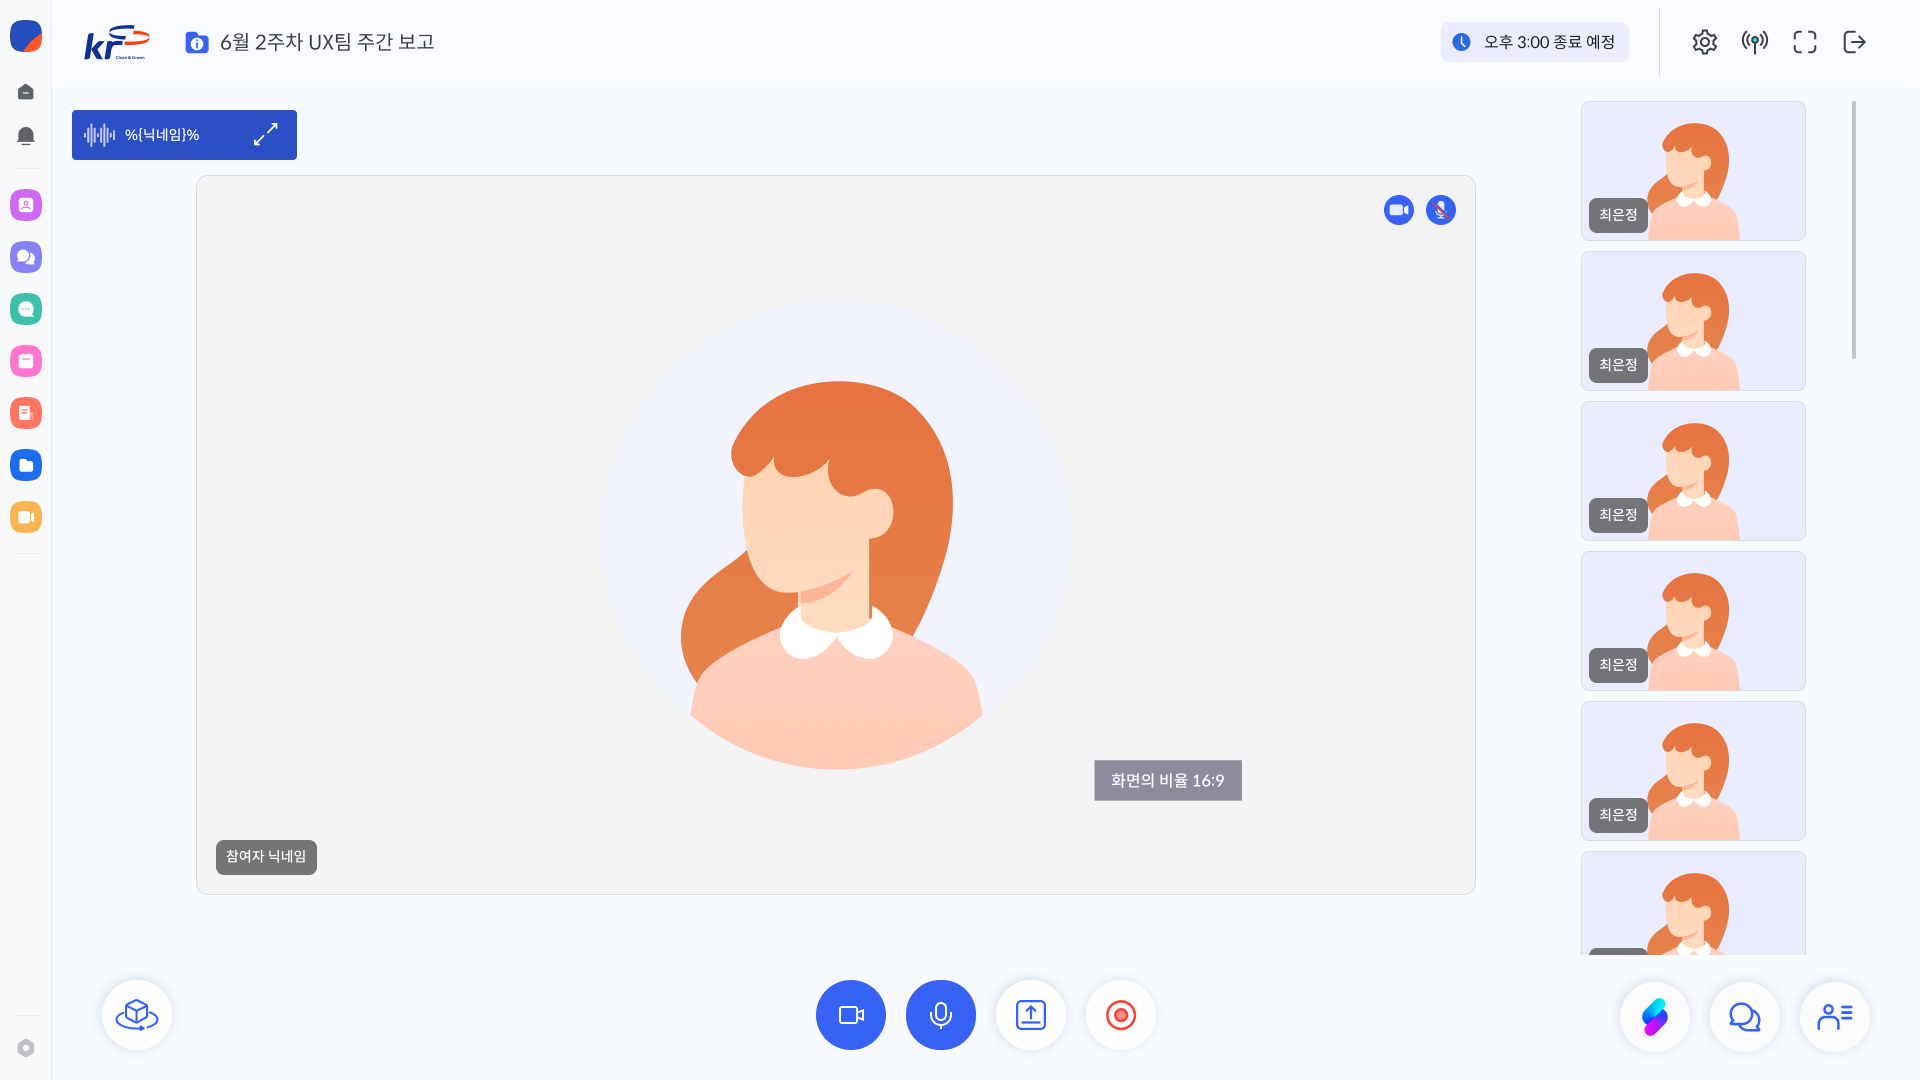 kr
Clean & Green
6월 2주차 UX팀 주간 보고
오후 3:00 종료 예정
%{닉네임}%
화면의 비율 16:9
참여자 닉네임
최은정
최은정
최은정
최은정
최은정